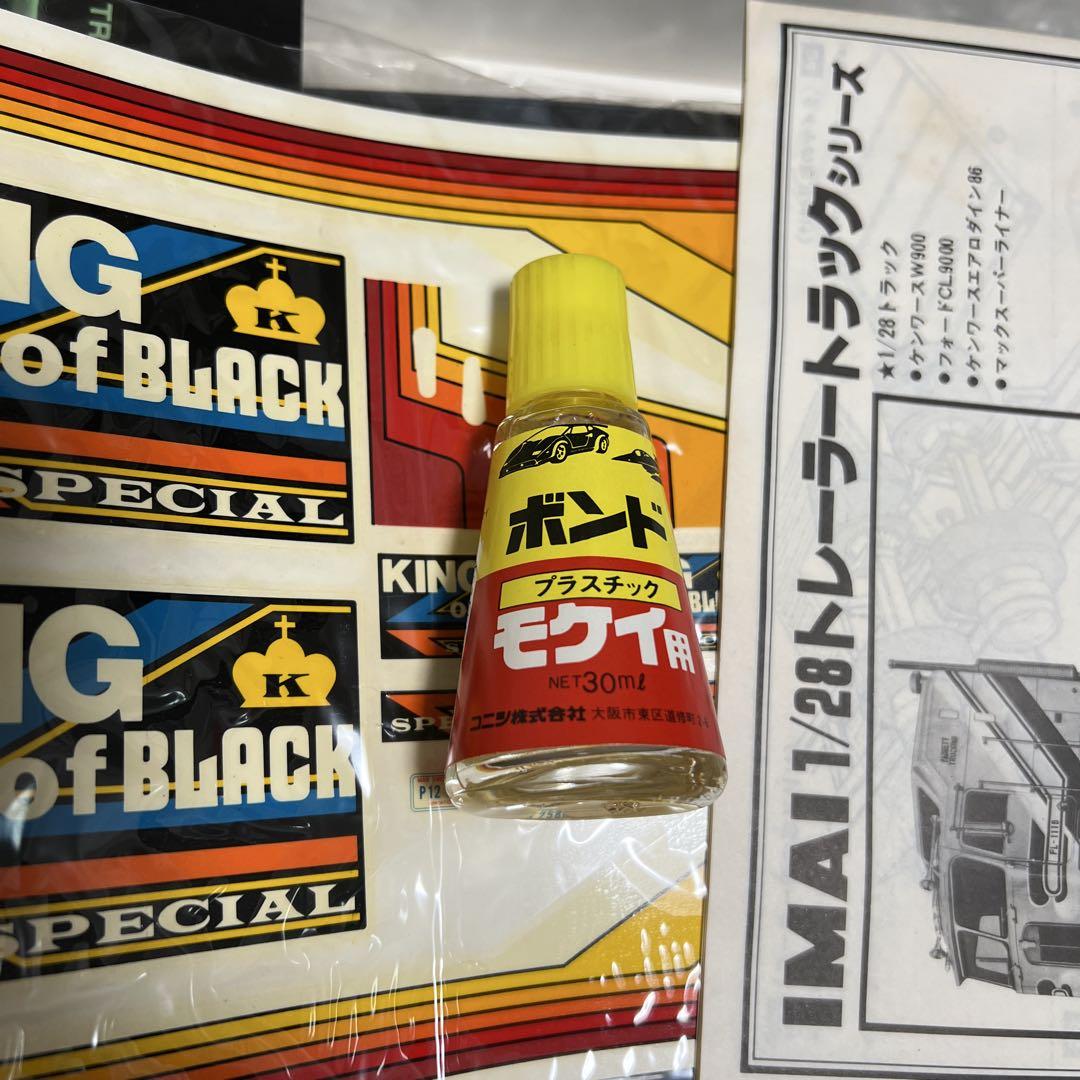 TR
NG
K
of BLACK
SPECIAL
KING
NG
K
of BLACK
SPECIAL
P12
ボンド
プラスチック
モケイ用
NET30ml
コニシ株式会社 大阪市東区道修町
IMAI 1/28トレーラートラックシリーズ
★1/28トラック
●ケンワースW900
●フォードCL9000
●ケンワースエアロダイン86
●マックスーパーライナー
PL-1116